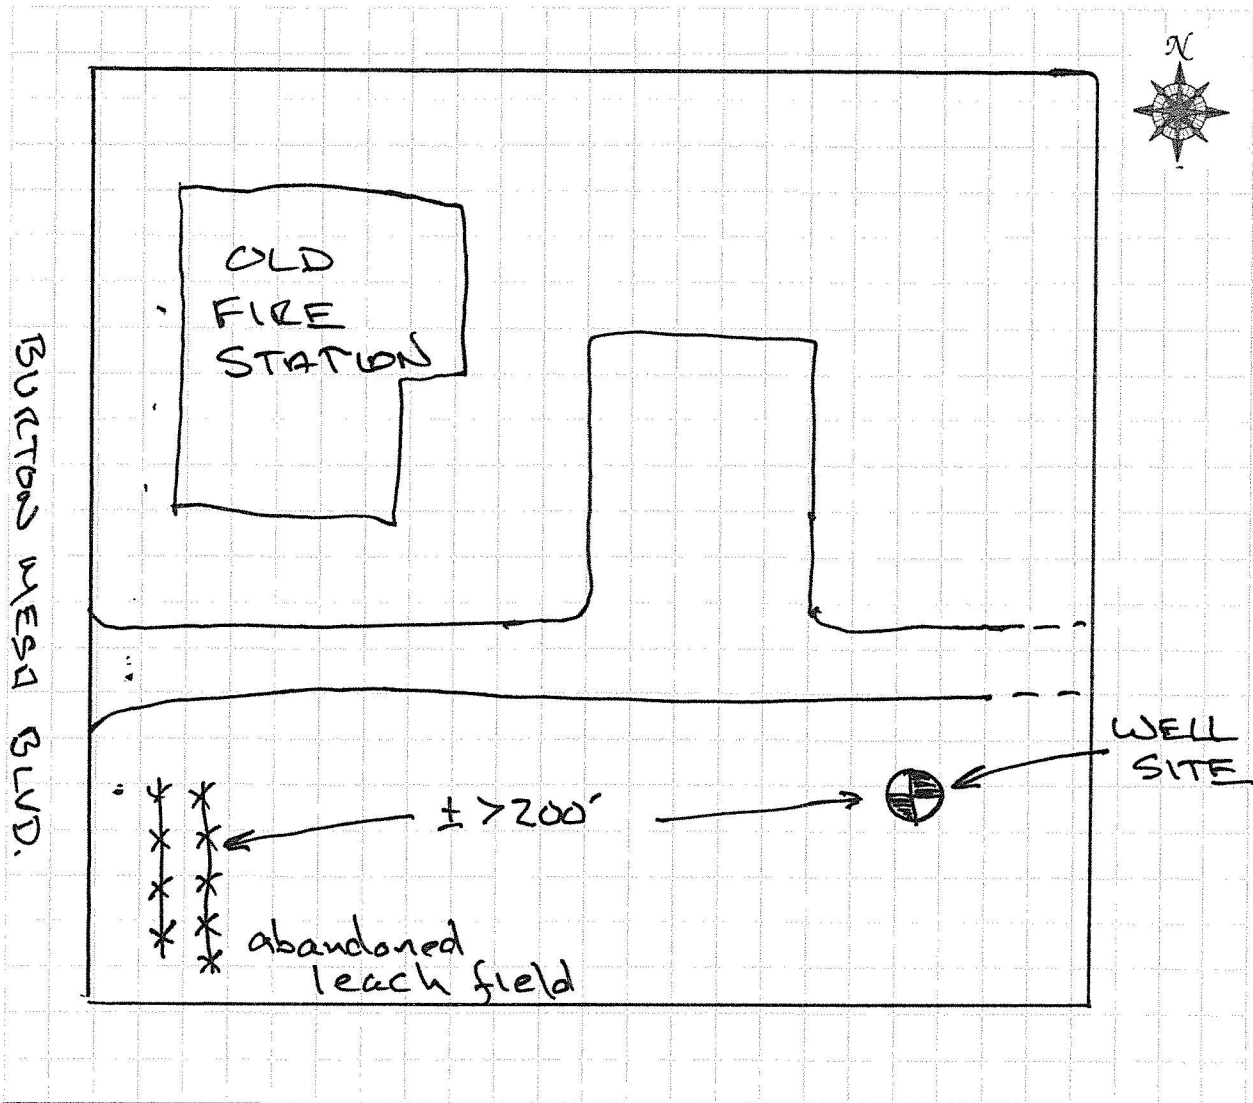 N
OLD
FIRE
STATION
BURTON MESA BLVD.
WELL
SITE
± >200'
abandoned
leach field